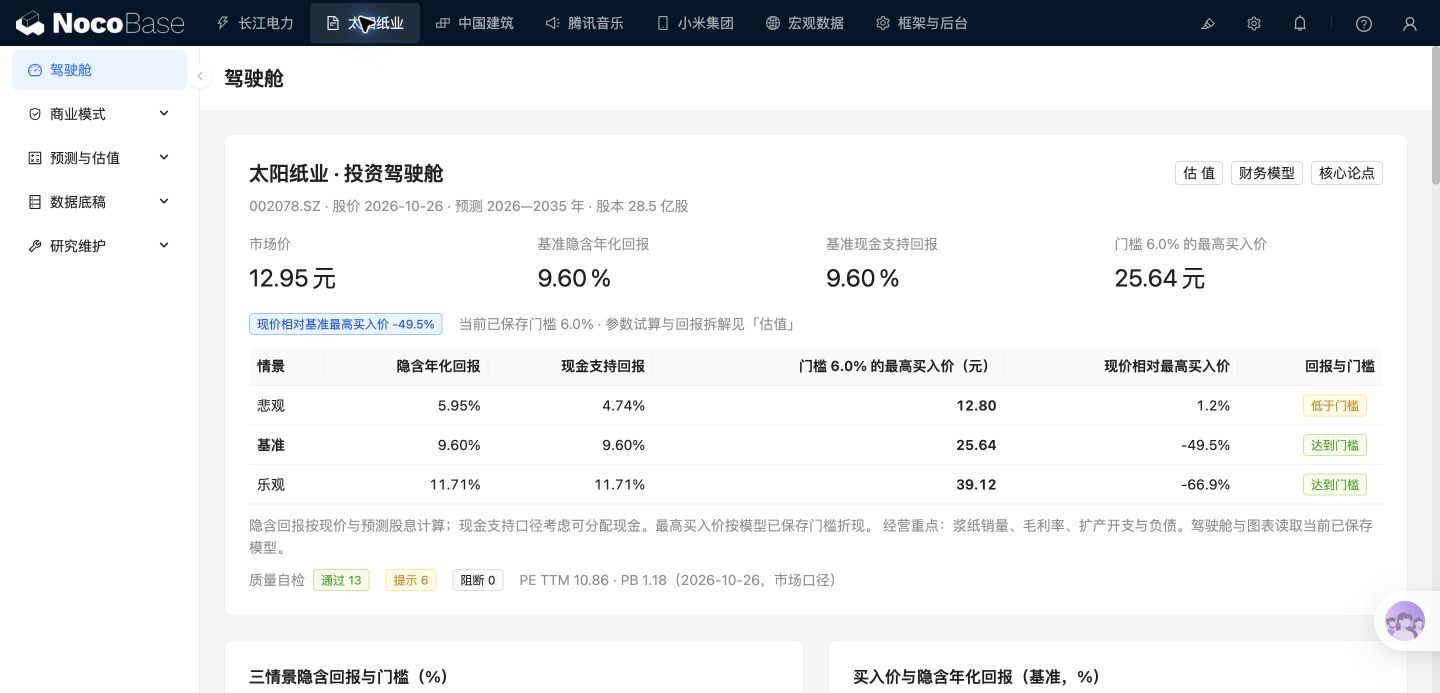 NocoBase
长江电力
太阳纸业
中国建筑
腾讯音乐
小米集团
宏观数据
框架与后台
驾驶舱
商业模式
预测与估值
数据底稿
研究维护
驾驶舱
太阳纸业 · 投资驾驶舱
估 值
财务模型
核心论点
002078.SZ · 股价 2026-10-26 · 预测 2026—2035 年 · 股本 28.5 亿股
市场价
基准隐含年化回报
基准现金支持回报
门槛 6.0% 的最高买入价
12.95 元
9.60 %
9.60 %
25.64 元
现价相对基准最高买入价 -49.5%
当前已保存门槛 6.0% · 参数试算与回报拆解见「估值」
情景 隐含年化回报 现金支持回报 门槛 6.0% 的最高买入价（元） 现价相对最高买入价 回报与门槛
悲观 5.95% 4.74% 12.80 1.2% 低于门槛
基准 9.60% 9.60% 25.64 -49.5% 达到门槛
乐观 11.71% 11.71% 39.12 -66.9% 达到门槛
隐含回报按现价与预测股息计算；现金支持口径考虑可分配现金。最高买入价按模型已保存门槛折现。 经营重点：浆纸销量、毛利率、扩产开支与负债。驾驶舱与图表读取当前已保存
模型。
质量自检 通过 13 提示 6 阻断 0 PE TTM 10.86 · PB 1.18（2026-10-26，市场口径）
三情景隐含回报与门槛（%）
买入价与隐含年化回报（基准，%）